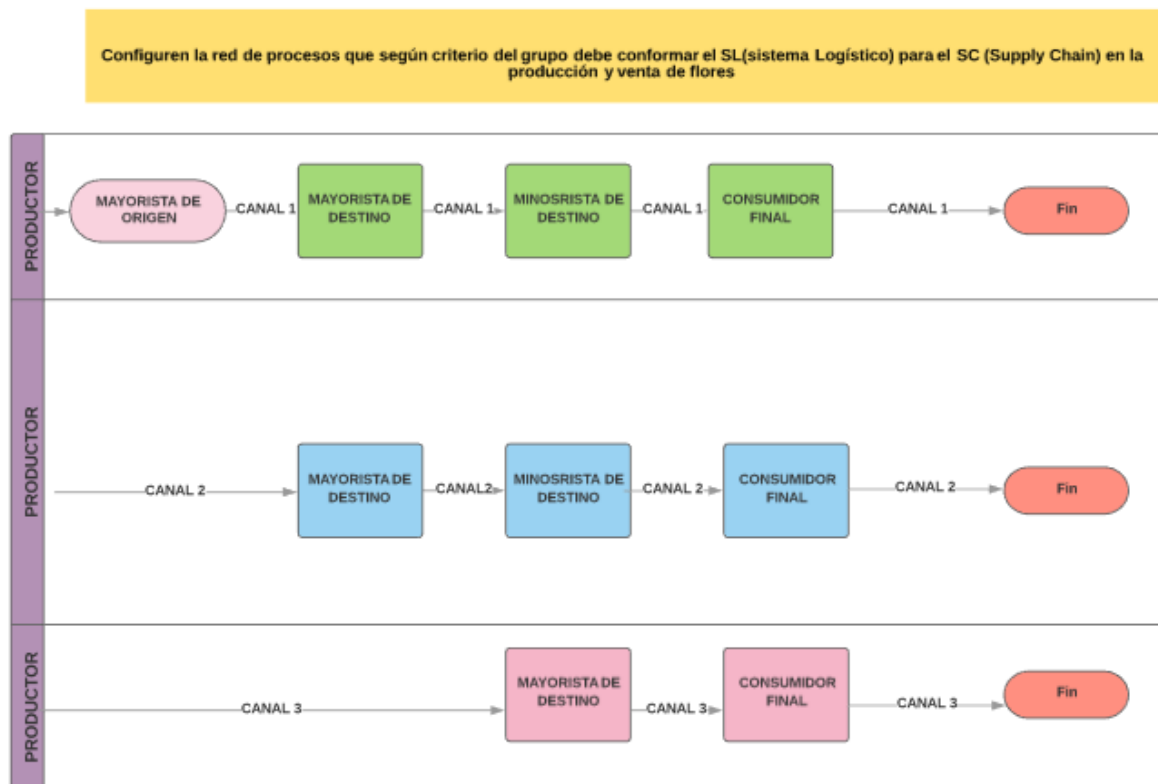 Configuren la red de procesos que según criterio del grupo debe conformar el SL(sistema Logístico) para el SC (Supply Chain) en la
producción y venta de flores
PRODUCTOR
MAYORISTA DE
ORIGEN
CANAL 1
MAYORISTA DE
DESTINO
CANAL 1
MINOSRISTA DE
DESTINO
CANAL 1
CONSUMIDOR
FINAL
CANAL 1
Fin
PRODUCTOR
CANAL 2
MAYORISTA DE
DESTINO
CANAL2
MINOSRISTA DE
DESTINO
CANAL 2
CONSUMIDOR
FINAL
CANAL 2
Fin
PRODUCTOR
CANAL 3
MAYORISTA DE
DESTINO
CANAL 3
CONSUMIDOR
FINAL
CANAL 3
Fin